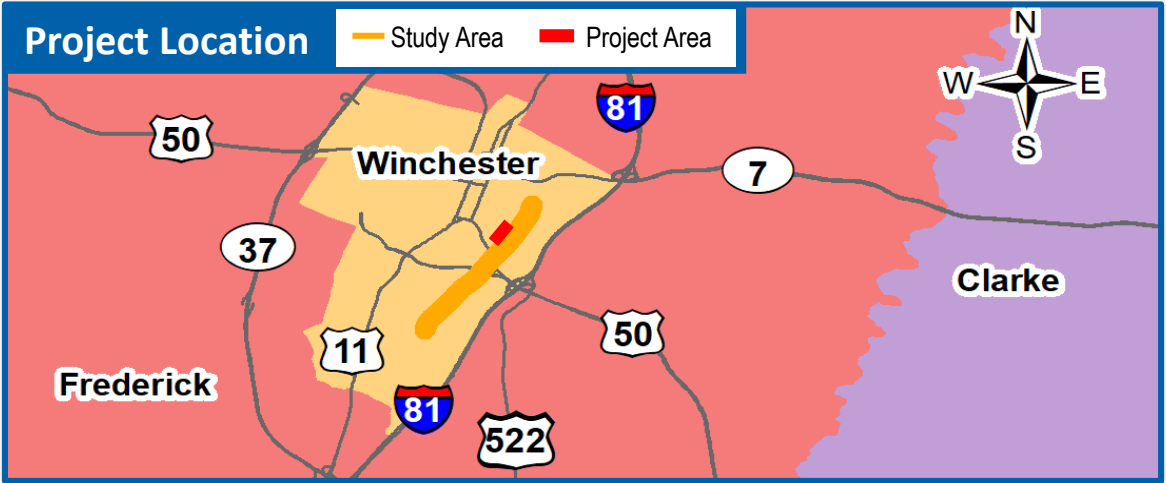 Project Location
Study Area
Project Area
N
W
E
S
81
50
Winchester
7
37
Clarke
50
11
Frederick
81
522